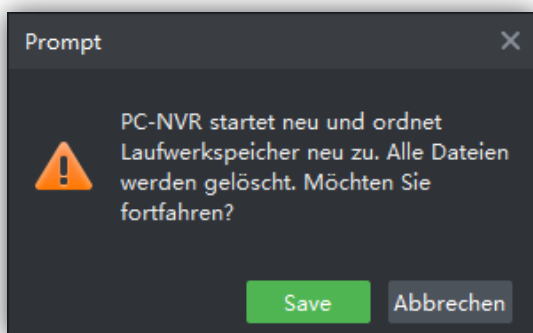 Prompt
PC-NVR startet neu und ordnet
Laufwerkspeicher neu zu. Alle Dateien
werden gelöscht. Möchten Sie
fortfahren?
Save
Abbrechen